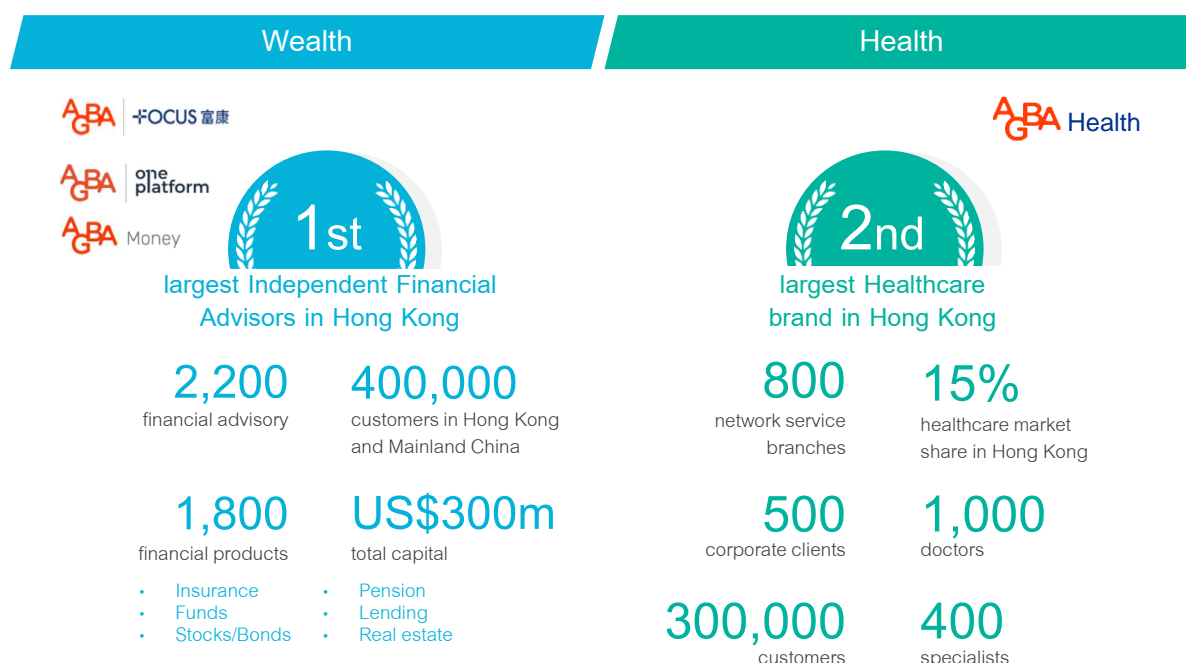 Wealth
AGBA FOCUS 富康
AGBA one platform
AGBA Money
1st
largest Independent Financial
Advisors in Hong Kong
2,200
financial advisory
400,000
customers in Hong Kong
and Mainland China
1,800
financial products
US$300m
total capital
• Insurance
• Funds
• Stocks/Bonds
• Pension
• Lending
• Real estate
Health
AGBA Health
2nd
largest Healthcare
brand in Hong Kong
800
network service
branches
15%
healthcare market
share in Hong Kong
500
corporate clients
1,000
doctors
300,000
customers
400
specialists